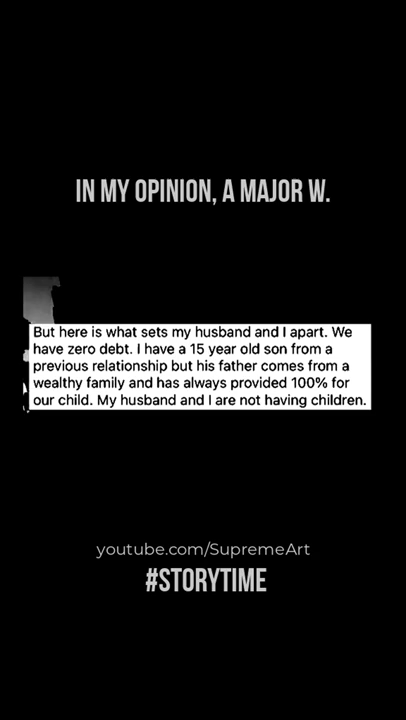 IN MY OPINION, A MAJOR W.
But here is what sets my husband and I apart. We
have zero debt. I have a 15 year old son from a
previous relationship but his father comes from a
wealthy family and has always provided 100% for
our child. My husband and I are not having children.
youtube.com/SupremeArt
#STORYTIME